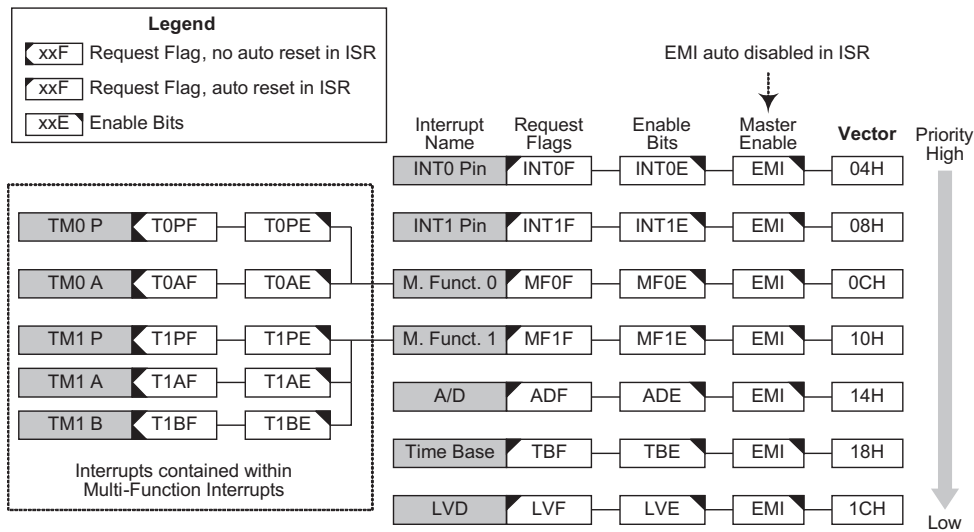 Legend
xxF Request Flag, no auto reset in ISR
xxF Request Flag, auto reset in ISR
xxE Enable Bits
EMI auto disabled in ISR
Interrupt Name Request Flags Enable Bits Master Enable Vector Priority High
INT0 Pin INT0F INT0E EMI 04H
TM0 P T0PF T0PE INT1 Pin INT1F INT1E EMI 08H
TM0 A T0AF T0AE M. Funct. 0 MF0F MF0E EMI 0CH
TM1 P T1PF T1PE M. Funct. 1 MF1F MF1E EMI 10H
TM1 A T1AF T1AE A/D ADF ADE EMI 14H
TM1 B T1BF T1BE
Time Base TBF TBE EMI 18H
Interrupts contained within
Multi-Function Interrupts
LVD LVF LVE EMI 1CH
Low